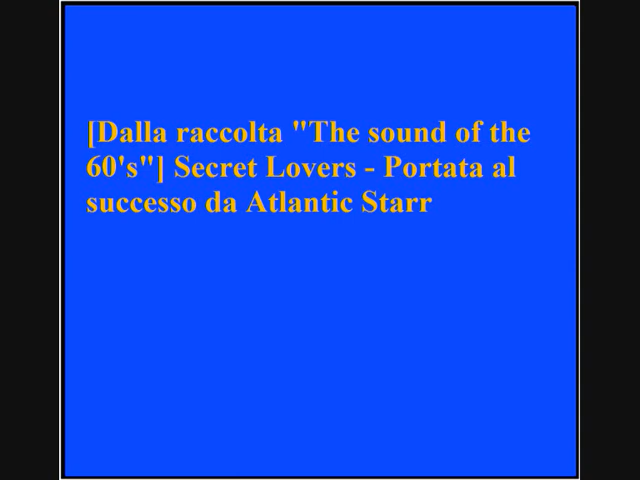 [Dalla raccolta "The sound of the
60's"] Secret Lovers - Portata al
successo da Atlantic Starr